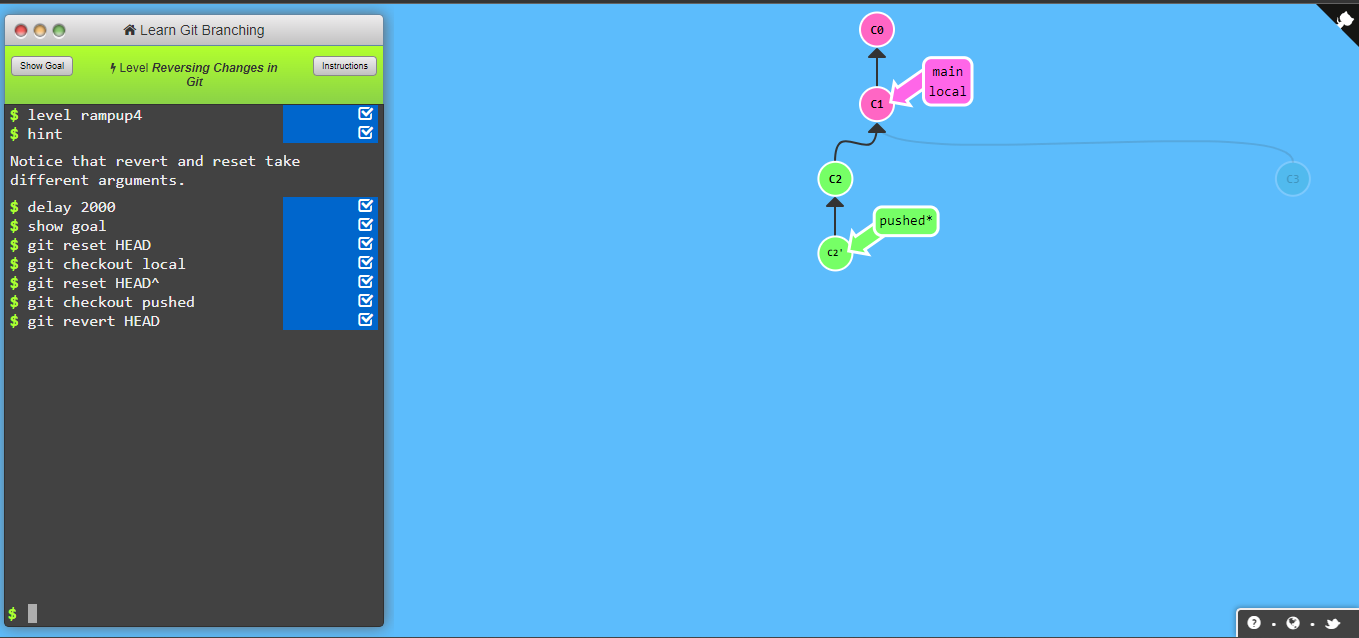 Learn Git Branching
Show Goal
Level Reversing Changes in
Git
Instructions
$ level rampup4
$ hint
Notice that revert and reset take
different arguments.
$ delay 2000
$ show goal
$ git reset HEAD
$ git checkout local
$ git reset HEAD^
$ git checkout pushed
$ git revert HEAD
$
C0
main
local
C1
C2
C3
pushed*
C2'